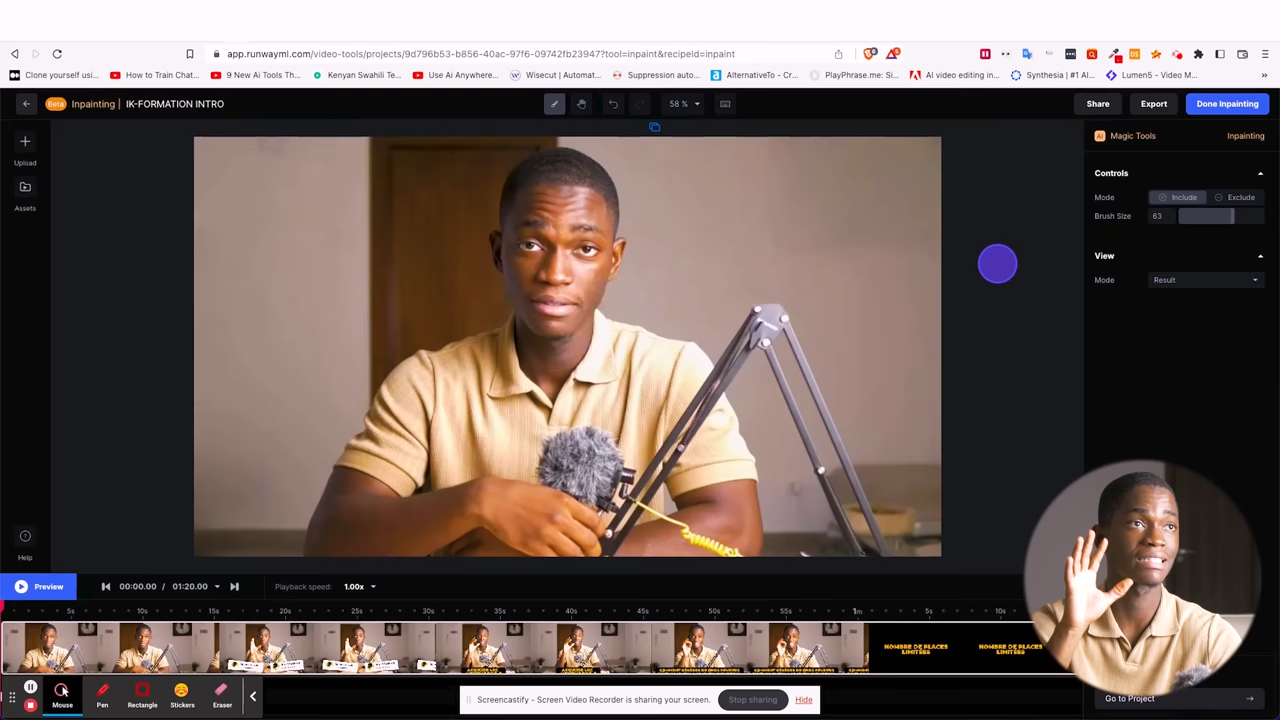 app.runwayml.com/video-tools/projects/9d796b53-b856-40ac-97f6-09742fb23947?tool=inpaint&recipeId=inpaint
Clone yourself usi... How to Train Chat... 9 New Ai Tools Th... Kenyan Swahili Te... Use Ai Anywhere... Wisecut | Automat... Suppression auto... AlternativeTo - Cr... PlayPhrase.me: Si... AI video editing in... Synthesia | #1 AI... Lumen5 - Video M... »
Beta Inpainting | IK-FORMATION INTRO 58 % Share Export Done Inpainting
Upload
Assets
Help
AI Magic Tools Inpainting
Controls
Mode Include Exclude
Brush Size 63
View
Mode Result
Preview 00:00.00 / 01:20.00 Playback speed: 1.00x
5s 10s 15s 20s 25s 30s 35s 40s 45s 50s 55s 1m 5s 10s
NOMBRE DE PLACES
LIMITÉES
NOMBRE DE PLACES
LIMITÉES
Mouse Pen Rectangle Stickers Eraser
Screencastify - Screen Video Recorder is sharing your screen. Stop sharing Hide
Go to Project